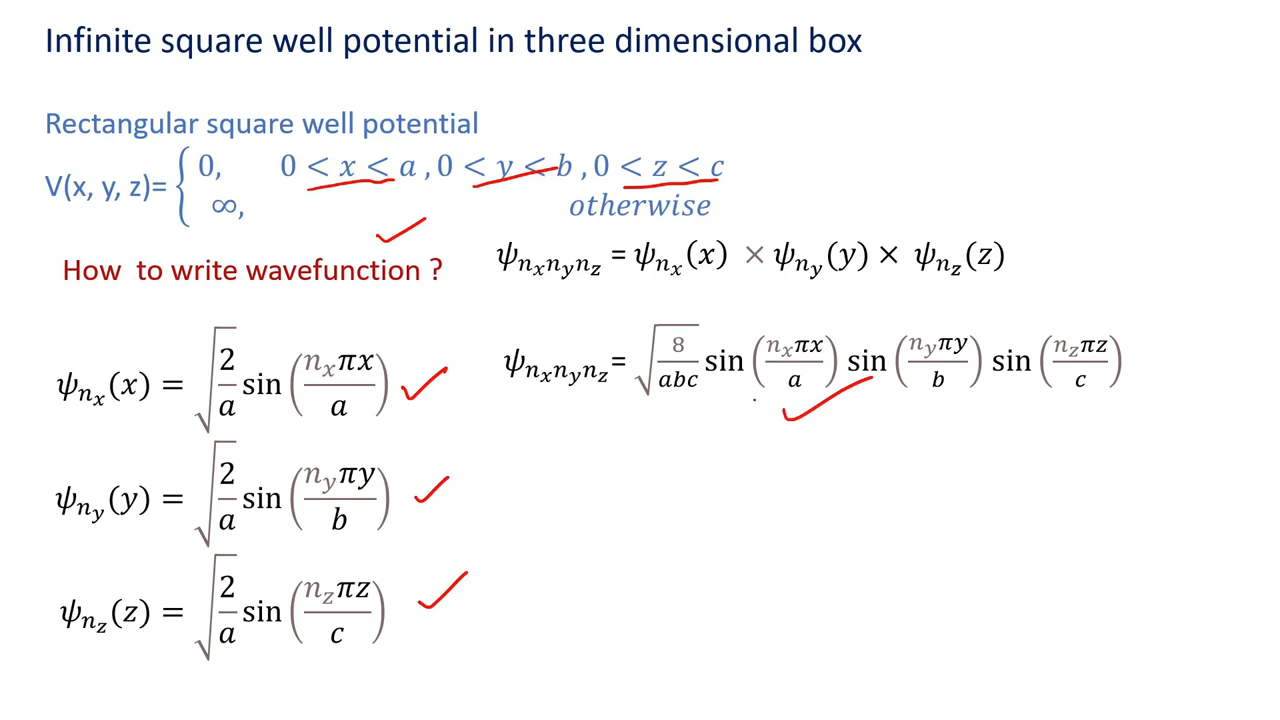 Infinite square well potential in three dimensional box
Rectangular square well potential
V(x, y, z)= { 0, 0 < x < a , 0 < y < b , 0 < z < c
∞, otherwise
How to write wavefunction ?
ψ_{n_x n_y n_z} = ψ_{n_x}(x) × ψ_{n_y}(y) × ψ_{n_z}(z)
ψ_{n_x}(x) = √(2/a) sin(n_x πx / a)
ψ_{n_x n_y n_z} = √(8/abc) sin(n_x πx / a) sin(n_y πy / b) sin(n_z πz / c)
ψ_{n_y}(y) = √(2/a) sin(n_y πy / b)
ψ_{n_z}(z) = √(2/a) sin(n_z πz / c)